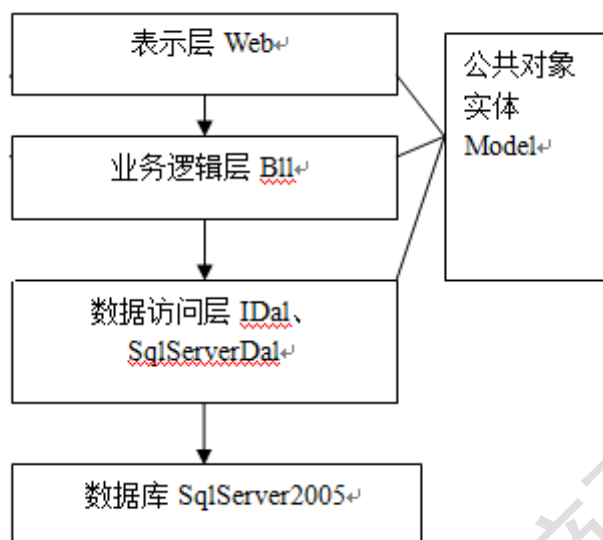 表示层 Web
公共对象
实体
Model
业务逻辑层 Bll
数据访问层 IDal、
SqlServerDal
数据库 SqlServer2005